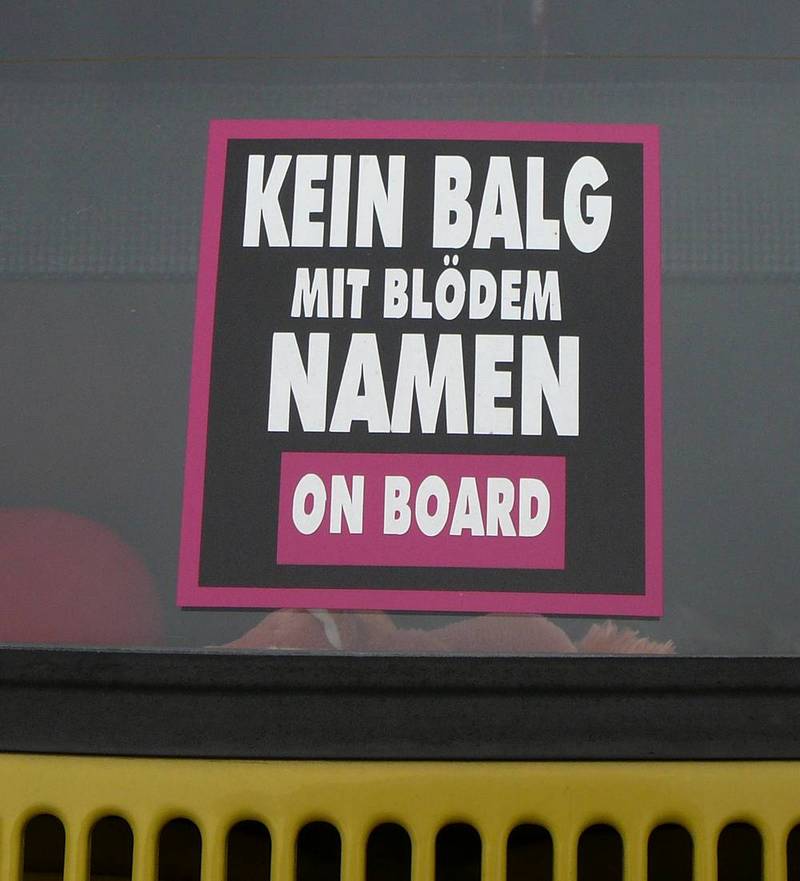 KEIN BALG
MIT BLÖDEM
NAMEN
ON BOARD